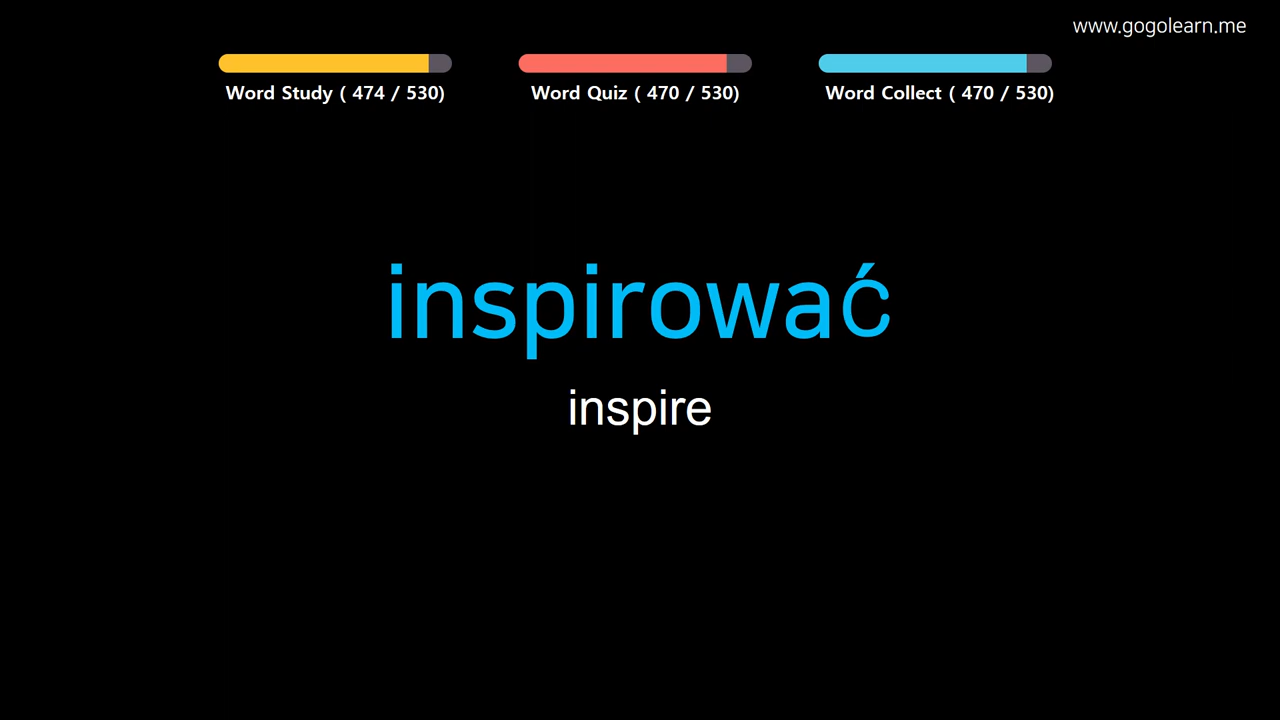 www.gogolearn.me
Word Study ( 474 / 530)
Word Quiz ( 470 / 530)
Word Collect ( 470 / 530)
inspirować
inspire